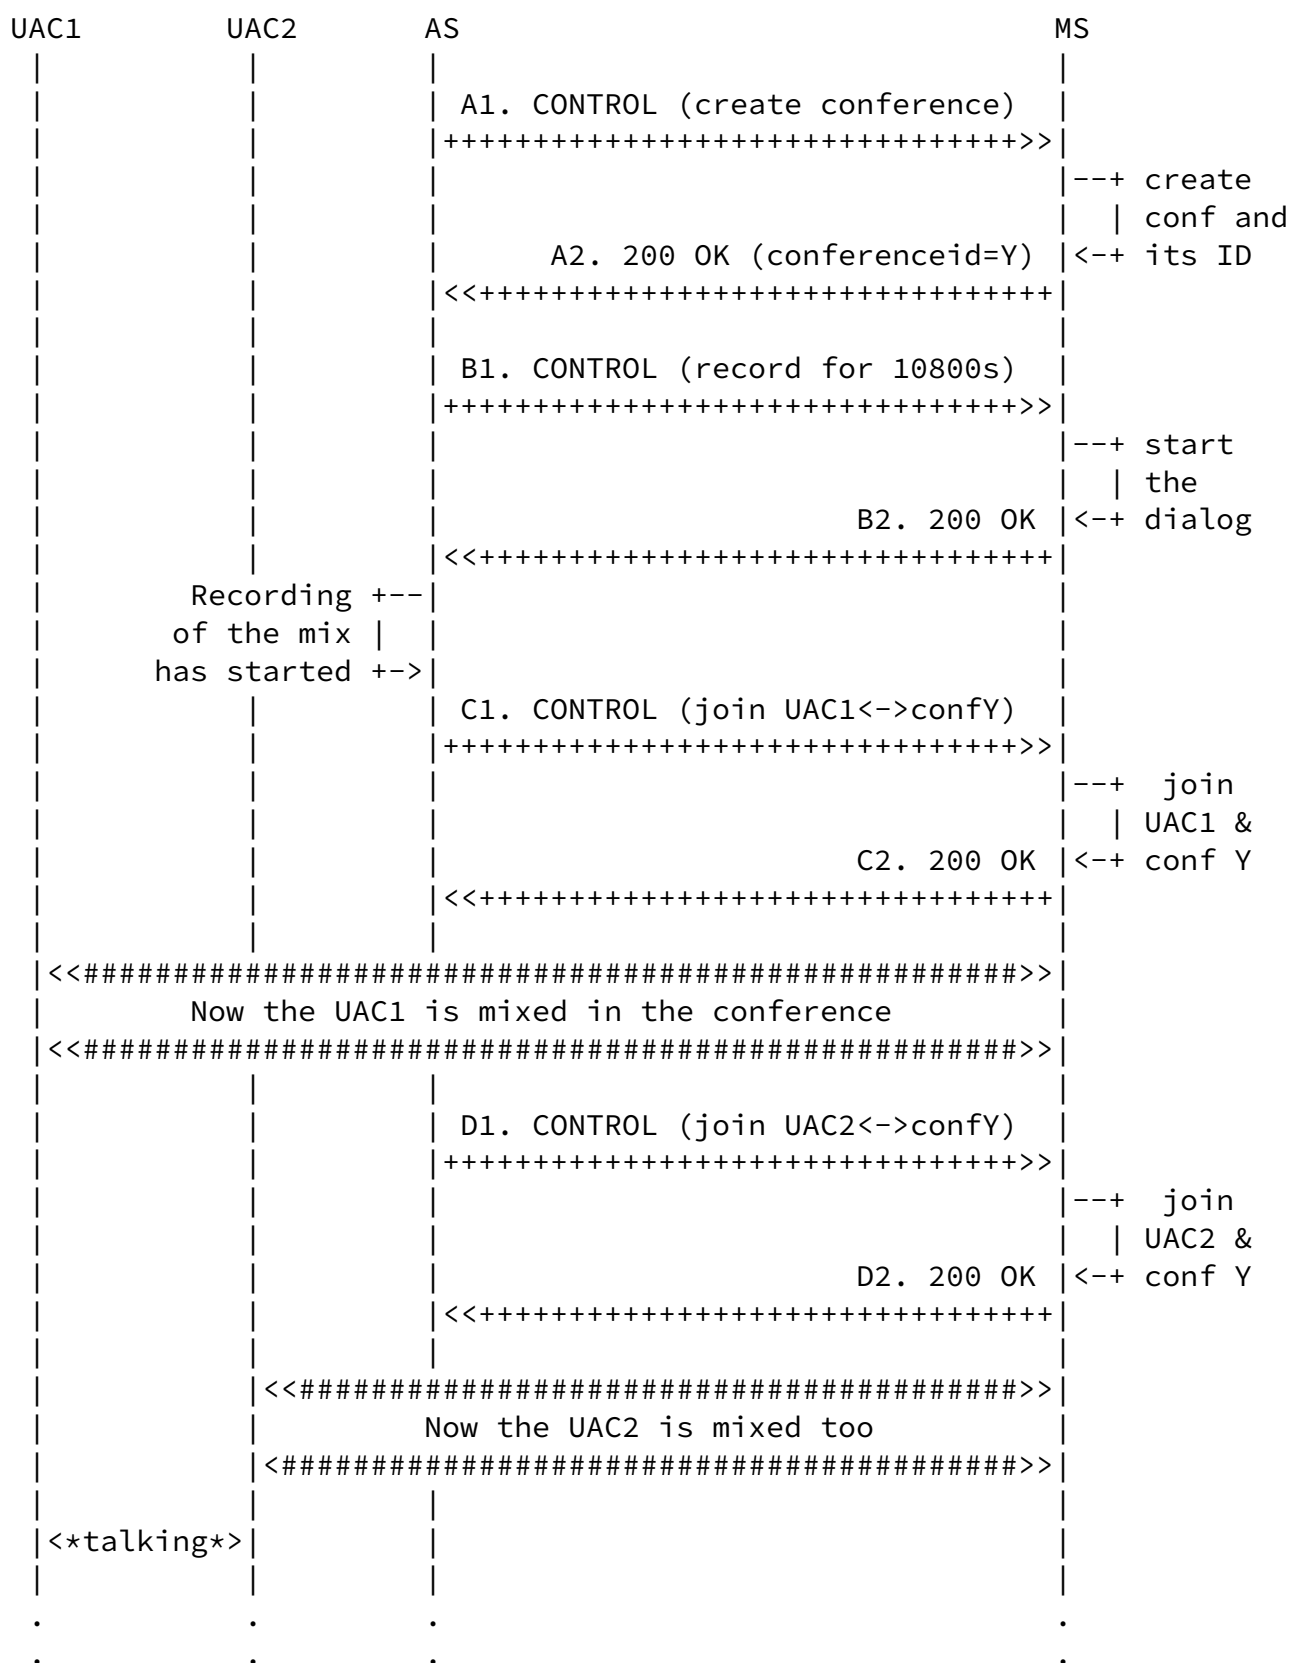 UAC1 UAC2 AS MS
A1. CONTROL (create conference)
+++++++++++++++++++++++++++++++>>
--+ create
| conf and
A2. 200 OK (conferenceid=Y) <-+ its ID
<<++++++++++++++++++++++++++++++++
B1. CONTROL (record for 10800s)
++++++++++++++++++++++++++++++++>>
--+ start
| the
B2. 200 OK <-+ dialog
<<++++++++++++++++++++++++++++++++
Recording +--
of the mix |
has started +->
C1. CONTROL (join UAC1<->confY)
++++++++++++++++++++++++++++++++>>
--+ join
| UAC1 &
C2. 200 OK <-+ conf Y
<<++++++++++++++++++++++++++++++++
<<####################################################>>
Now the UAC1 is mixed in the conference
<<####################################################>>
D1. CONTROL (join UAC2<->confY)
++++++++++++++++++++++++++++++++>>
--+ join
| UAC2 &
D2. 200 OK <-+ conf Y
<<++++++++++++++++++++++++++++++++
<<########################################>>
Now the UAC2 is mixed too
<#########################################>>
<*talking*>
. . . .
. . . .